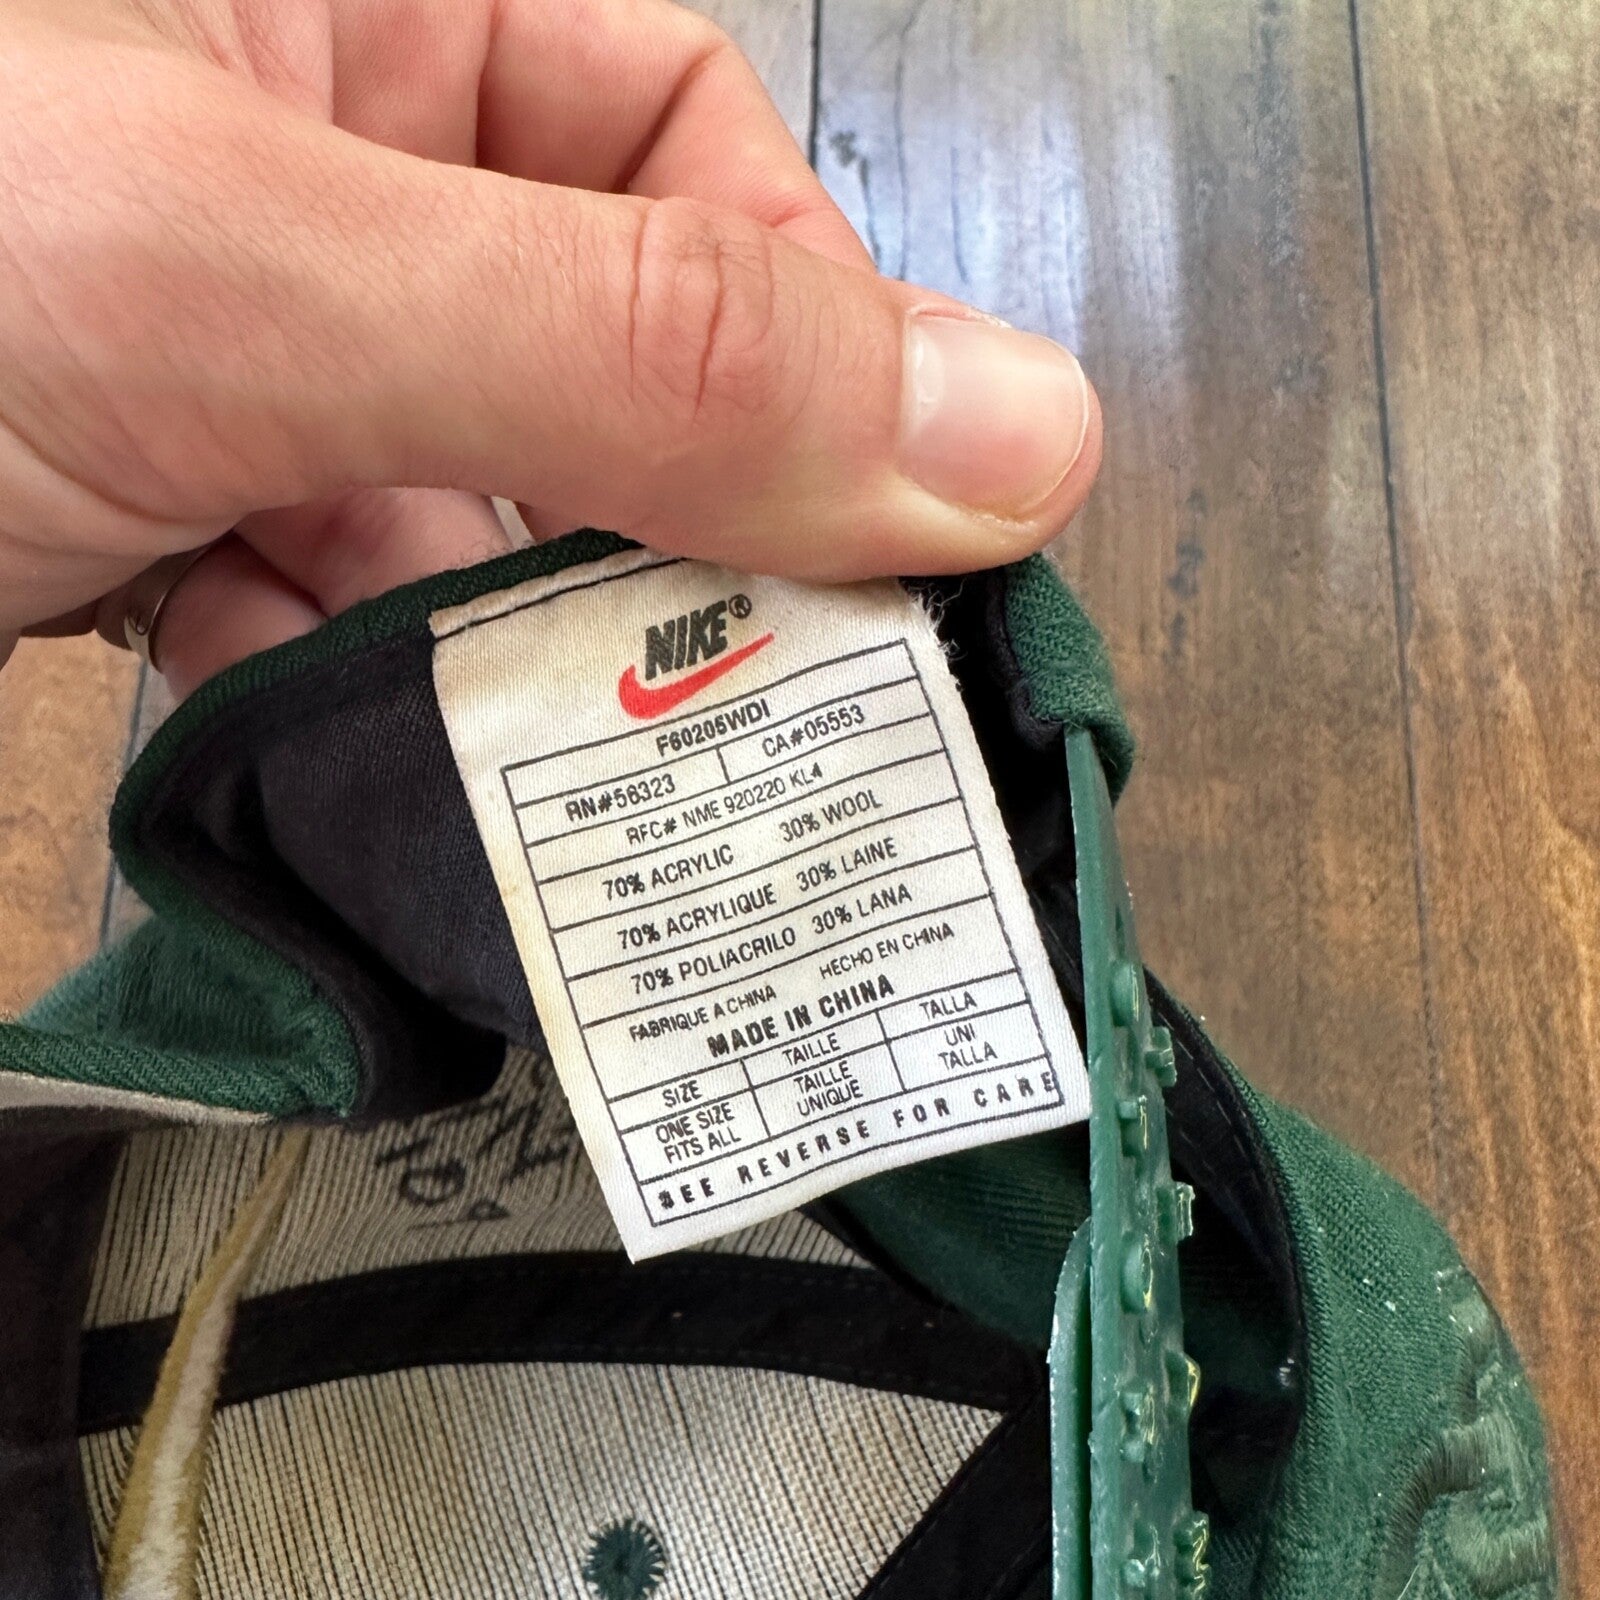 NIKE®
F60205WDI
RN#56323 CA#05553
RFC# NME 920220 KL4
70% ACRYLIC 30% WOOL
70% ACRYLIQUE 30% LAINE
70% POLIACRILO 30% LANA
FABRIQUE A CHINA HECHO EN CHINA
MADE IN CHINA
SIZE TAILLE TALLA
ONE SIZE FITS ALL
TAILLE UNIQUE
UNI TALLA
SEE REVERSE FOR CARE